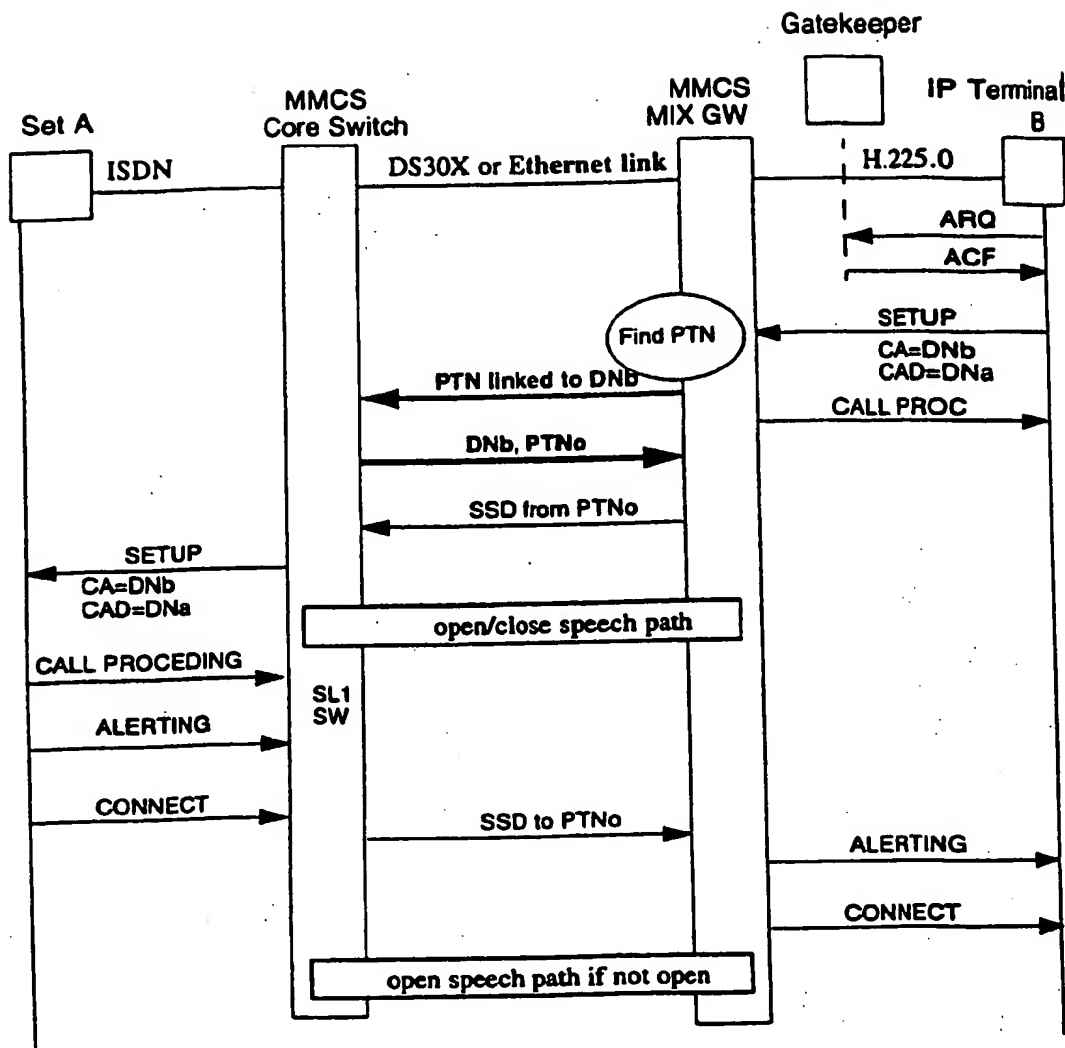 Gatekeeper
Set A
MMCS
Core Switch
MMCS
MIX GW
IP Terminal
B
ISDN
DS30X or Ethernet link
H.225.0
ARQ
ACF
Find PTN
SETUP
CA=DNb
CAD=DNa
PTN linked to DNb
CALL PROC
DNb, PTNo
SSD from PTNo
SETUP
CA=DNb
CAD=DNa
open/close speech path
CALL PROCEDING
SL1
SW
ALERTING
CONNECT
SSD to PTNo
ALERTING
CONNECT
open speech path if not open